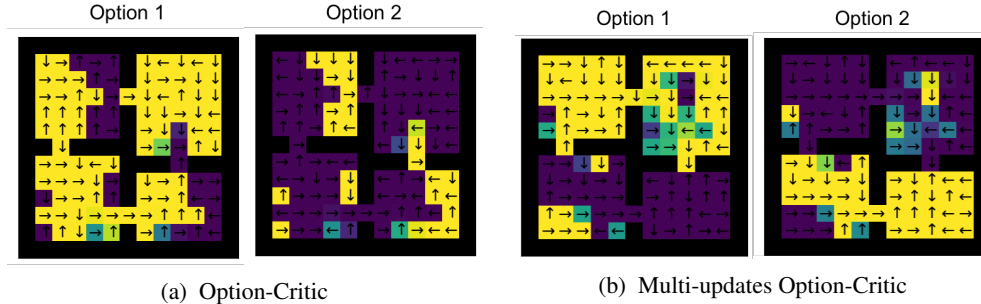 Option 1
Option 2
Option 1
Option 2
(a) Option-Critic
(b) Multi-updates Option-Critic